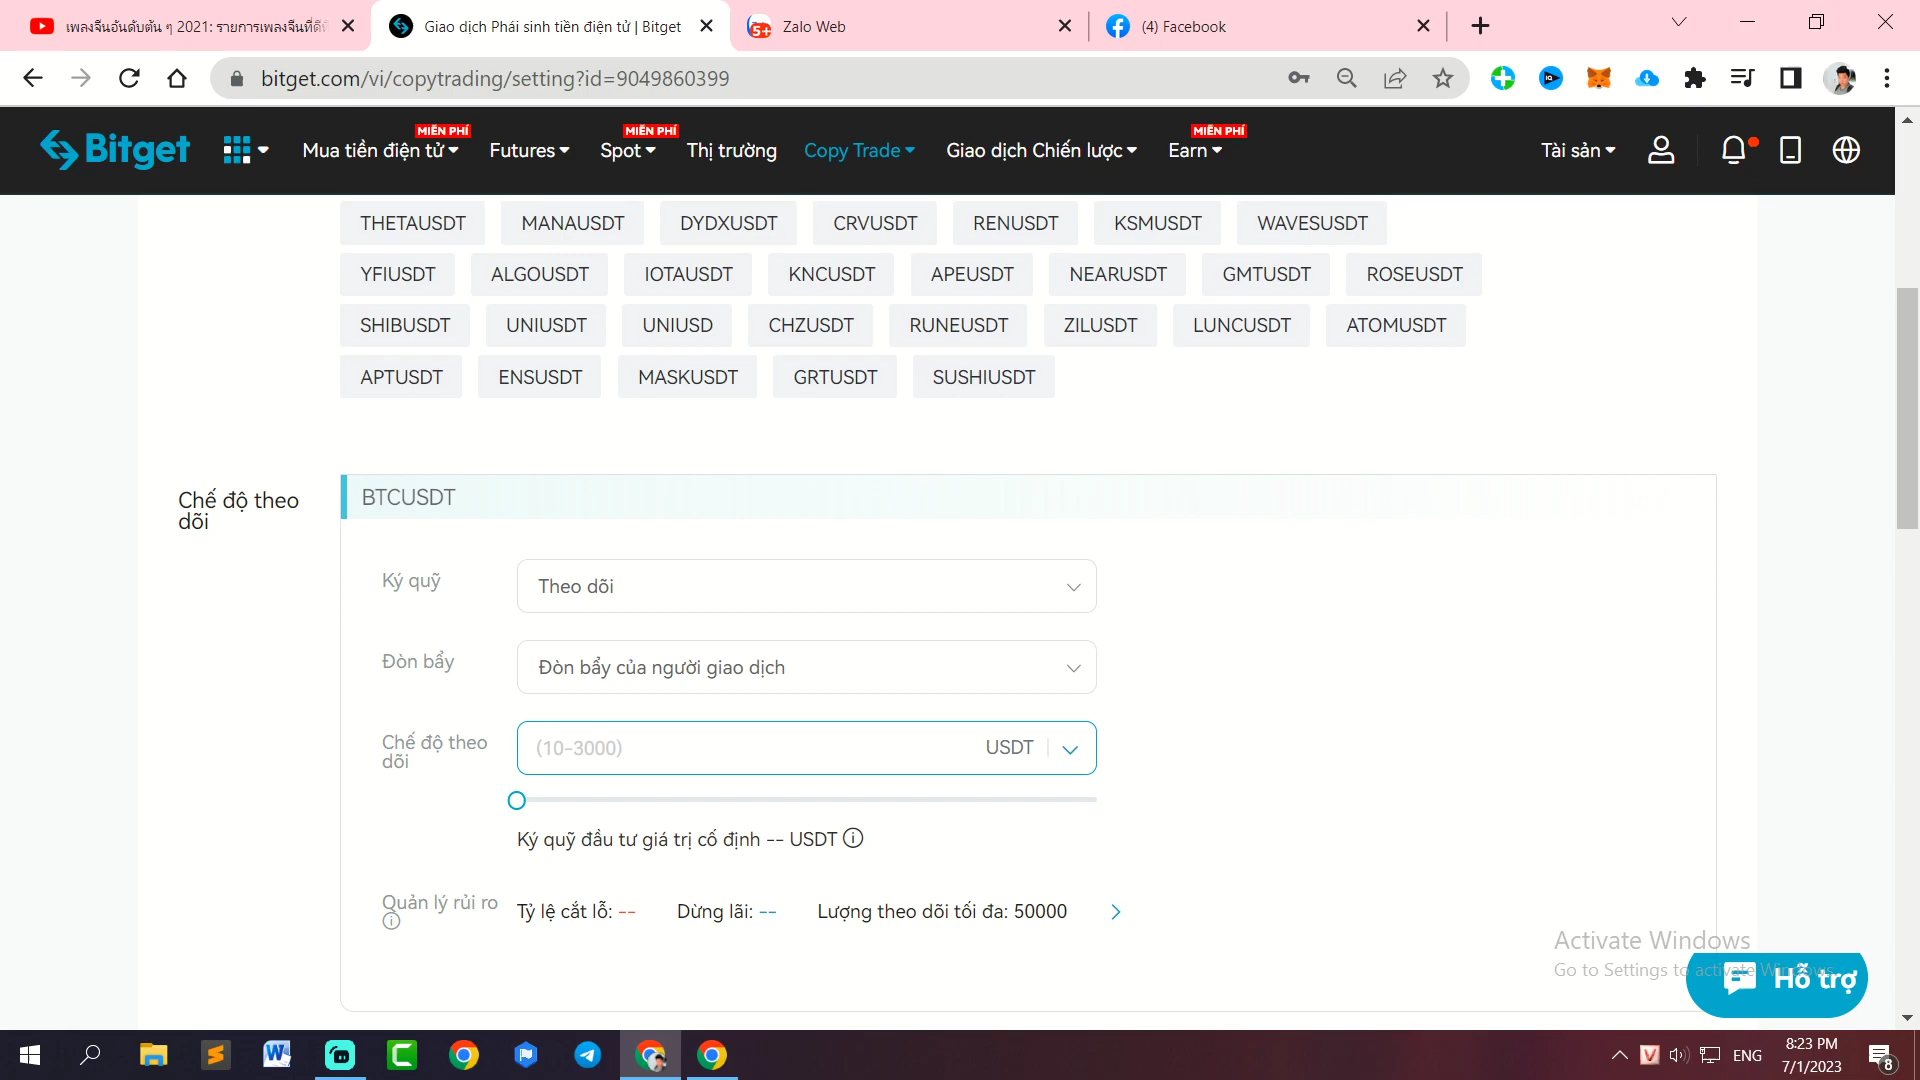 เพลงจีนอันดับต้น ๆ 2021: รายการเพลงจีนที่ดีที่
Giao dịch Phái sinh tiền điện tử | Bitget
Zalo Web
(4) Facebook
bitget.com/vi/copytrading/setting?id=9049860399
Bitget
Mua tiền điện tử
MIỄN PHÍ
Futures
Spot
MIỄN PHÍ
Thị trường
Copy Trade
Giao dịch Chiến lược
Earn
MIỄN PHÍ
Tài sản
THETAUSDT MANAUSDT DYDXUSDT CRVUSDT RENUSDT KSMUSDT WAVESUSDT
YFIUSDT ALGOUSDT IOTAUSDT KNCUSDT APEUSDT NEARUSDT GMTUSDT ROSEUSDT
SHIBUSDT UNIUSDT UNIUSD CHZUSDT RUNEUSDT ZILUSDT LUNCUSDT ATOMUSDT
APTUSDT ENSUSDT MASKUSDT GRTUSDT SUSHIUSDT
Chế độ theo
dõi
BTCUSDT
Ký quỹ
Theo dõi
Đòn bẩy
Đòn bẩy của người giao dịch
Chế độ theo
dõi
(10-3000)
USDT
Ký quỹ đầu tư giá trị cố định -- USDT
Quản lý rủi ro
Tỷ lệ cắt lỗ: -- Dừng lãi: -- Lượng theo dõi tối đa: 50000
Activate Windows
Go to Settings to activate Windows.
Hỗ trợ
ENG
8:23 PM
7/1/2023
8